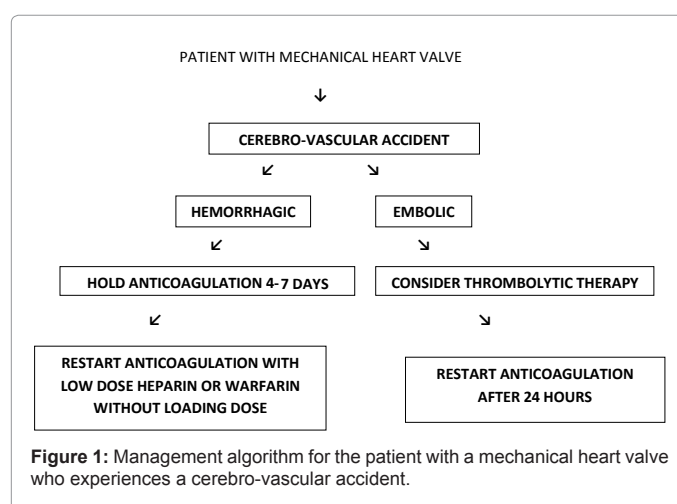 PATIENT WITH MECHANICAL HEART VALVE
CEREBRO-VASCULAR ACCIDENT
HEMORRHAGIC
EMBOLIC
HOLD ANTICOAGULATION 4-7 DAYS
CONSIDER THROMBOLYTIC THERAPY
RESTART ANTICOAGULATION WITH
LOW DOSE HEPARIN OR WARFARIN
WITHOUT LOADING DOSE
RESTART ANTICOAGULATION
AFTER 24 HOURS
Figure 1: Management algorithm for the patient with a mechanical heart valve
who experiences a cerebro-vascular accident.